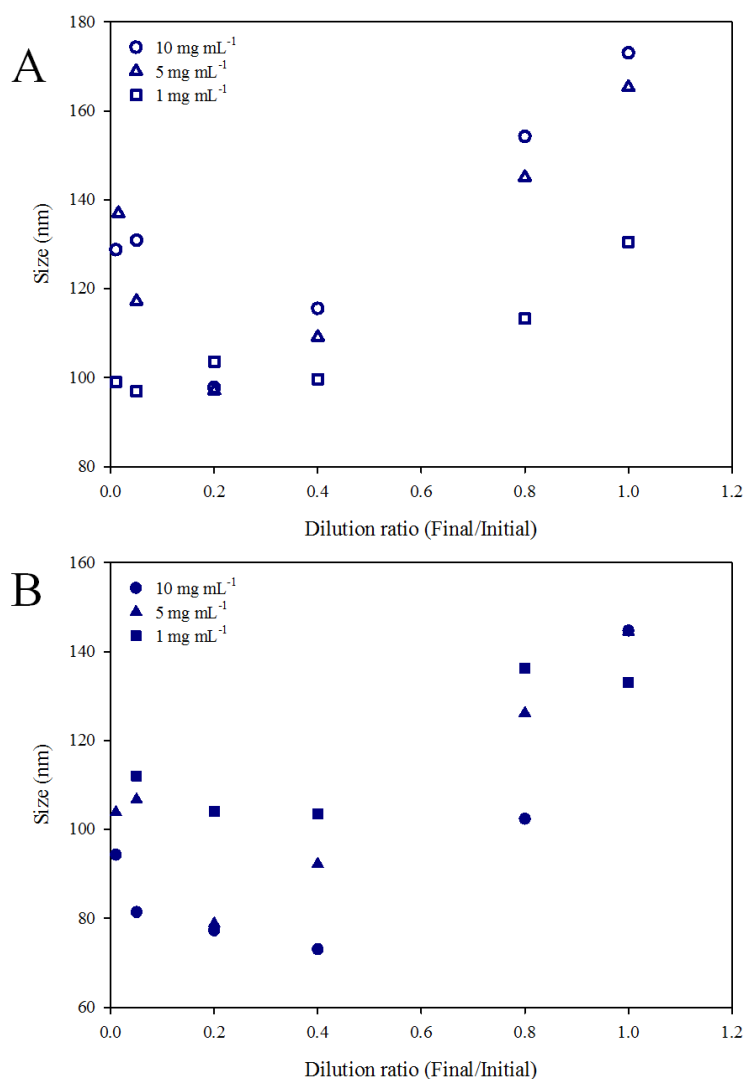 A
180
10 mg mL⁻¹
5 mg mL⁻¹
1 mg mL⁻¹
160
140
120
100
80
Size (nm)
0.0 0.2 0.4 0.6 0.8 1.0 1.2
Dilution ratio (Final/Initial)
B
160
10 mg mL⁻¹
5 mg mL⁻¹
1 mg mL⁻¹
140
120
100
80
60
Size (nm)
0.0 0.2 0.4 0.6 0.8 1.0 1.2
Dilution ratio (Final/Initial)